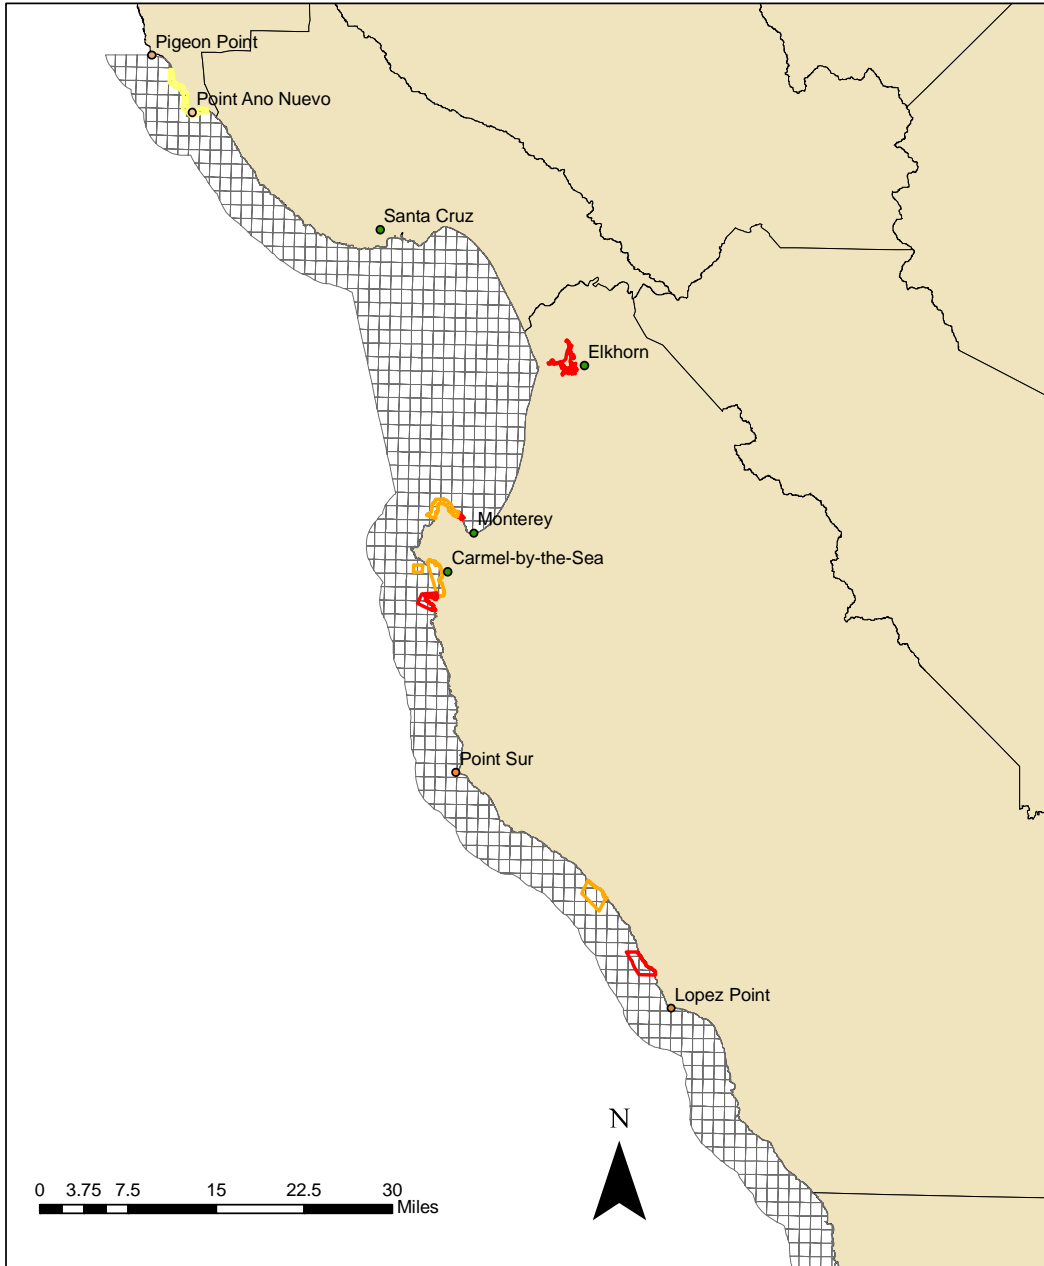 Pigeon Point
Point Ano Nuevo
Santa Cruz
Elkhorn
Monterey
Carmel-by-the-Sea
Point Sur
Lopez Point
N
0 3.75 7.5 15 22.5 30
Miles